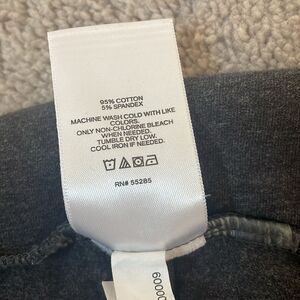 95% COTTON
5% SPANDEX
MACHINE WASH COLD WITH LIKE
COLORS.
ONLY NON-CHLORINE BLEACH
WHEN NEEDED.
TUMBLE DRY LOW.
COOL IRON IF NEEDED.
RN# 55285